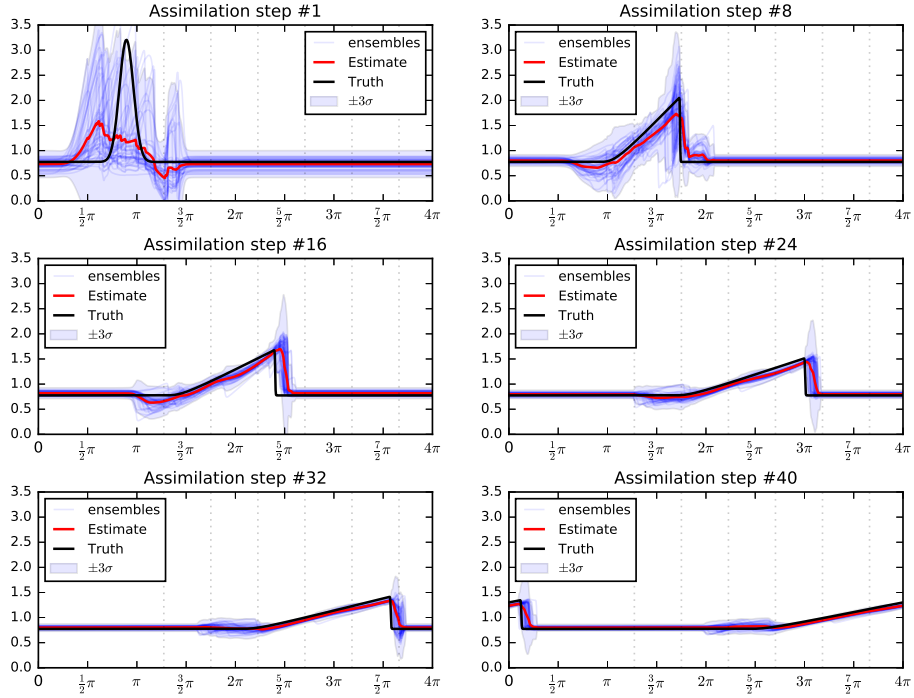 Assimilation step #1
3.5
3.0
2.5
2.0
1.5
1.0
0.5
0.0
ensembles
Estimate
Truth
±3σ
0 ½π π 3/2π 2π 5/2π 3π 7/2π 4π
Assimilation step #8
3.5
3.0
2.5
2.0
1.5
1.0
0.5
0.0
ensembles
Estimate
Truth
±3σ
0 ½π π 3/2π 2π 5/2π 3π 7/2π 4π
Assimilation step #16
3.5
3.0
2.5
2.0
1.5
1.0
0.5
0.0
ensembles
Estimate
Truth
±3σ
0 ½π π 3/2π 2π 5/2π 3π 7/2π 4π
Assimilation step #24
3.5
3.0
2.5
2.0
1.5
1.0
0.5
0.0
ensembles
Estimate
Truth
±3σ
0 ½π π 3/2π 2π 5/2π 3π 7/2π 4π
Assimilation step #32
3.5
3.0
2.5
2.0
1.5
1.0
0.5
0.0
ensembles
Estimate
Truth
±3σ
0 ½π π 3/2π 2π 5/2π 3π 7/2π 4π
Assimilation step #40
3.5
3.0
2.5
2.0
1.5
1.0
0.5
0.0
ensembles
Estimate
Truth
±3σ
0 ½π π 3/2π 2π 5/2π 3π 7/2π 4π